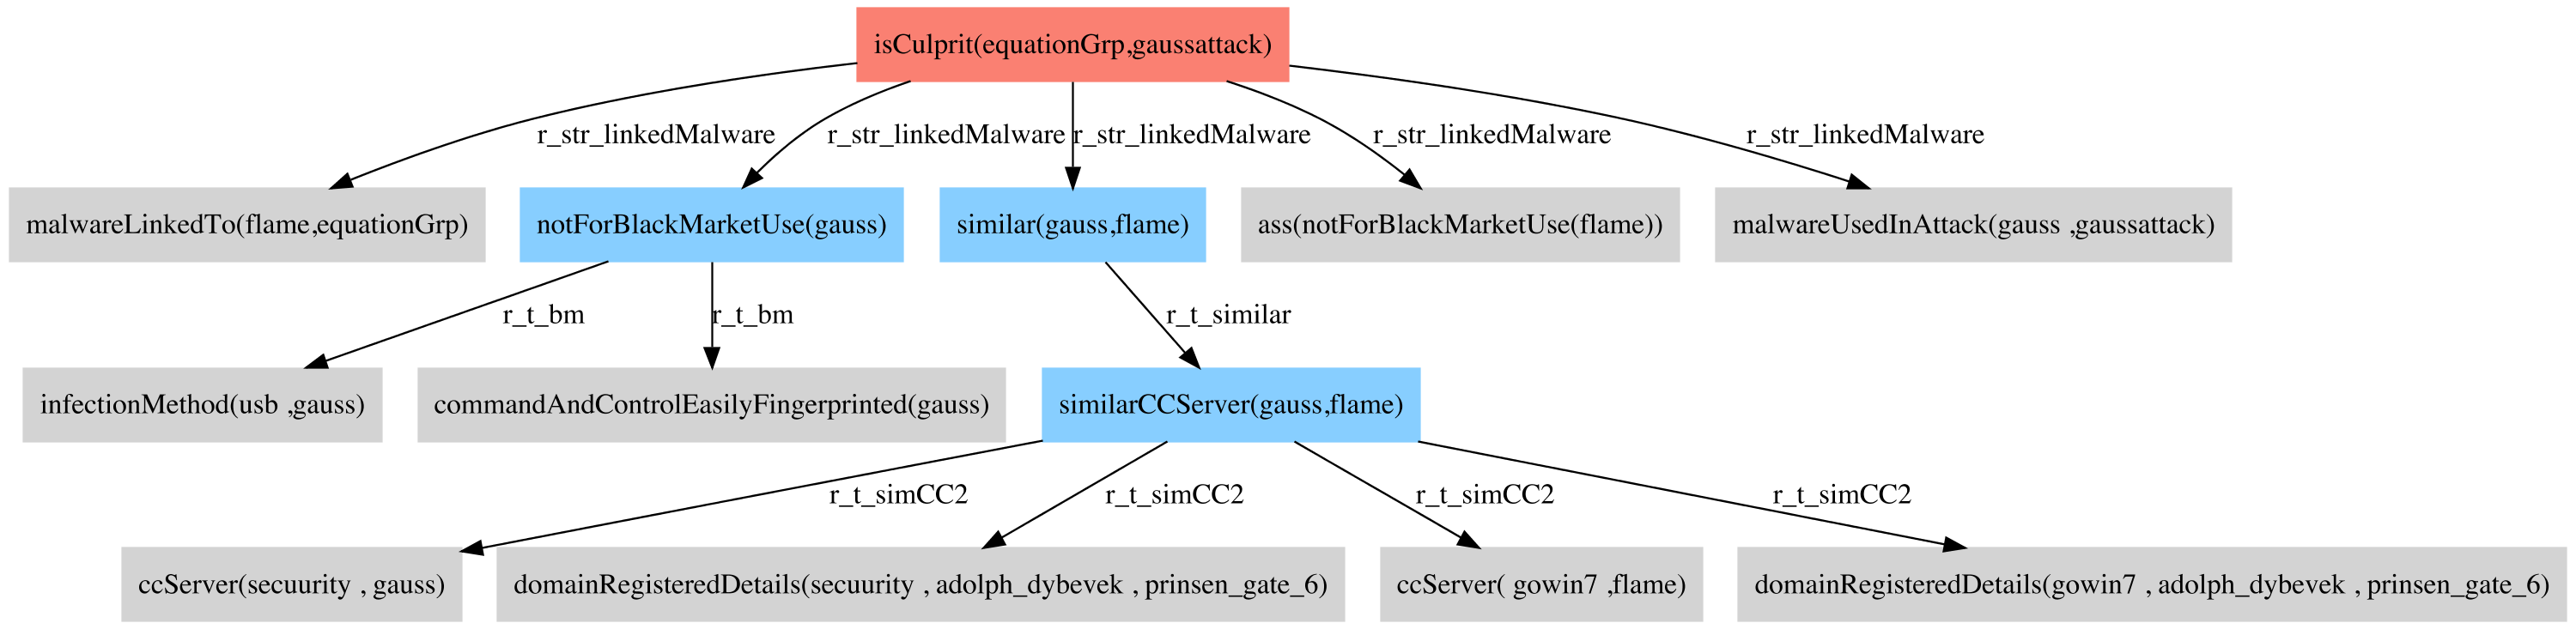 isCulprit(equationGrp,gaussattack)
r_str_linkedMalware r_str_linkedMalware r_str_linkedMalware r_str_linkedMalware r_str_linkedMalware
malwareLinkedTo(flame,equationGrp) notForBlackMarketUse(gauss) similar(gauss,flame) ass(notForBlackMarketUse(flame)) malwareUsedInAttack(gauss ,gaussattack)
r_t_bm r_t_bm r_t_similar
infectionMethod(usb ,gauss) commandAndControlEasilyFingerprinted(gauss) similarCCServer(gauss,flame)
r_t_simCC2 r_t_simCC2 r_t_simCC2 r_t_simCC2
ccServer(secuurity , gauss) domainRegisteredDetails(secuurity , adolph_dybevek , prinsen_gate_6) ccServer( gowin7 ,flame) domainRegisteredDetails(gowin7 , adolph_dybevek , prinsen_gate_6)